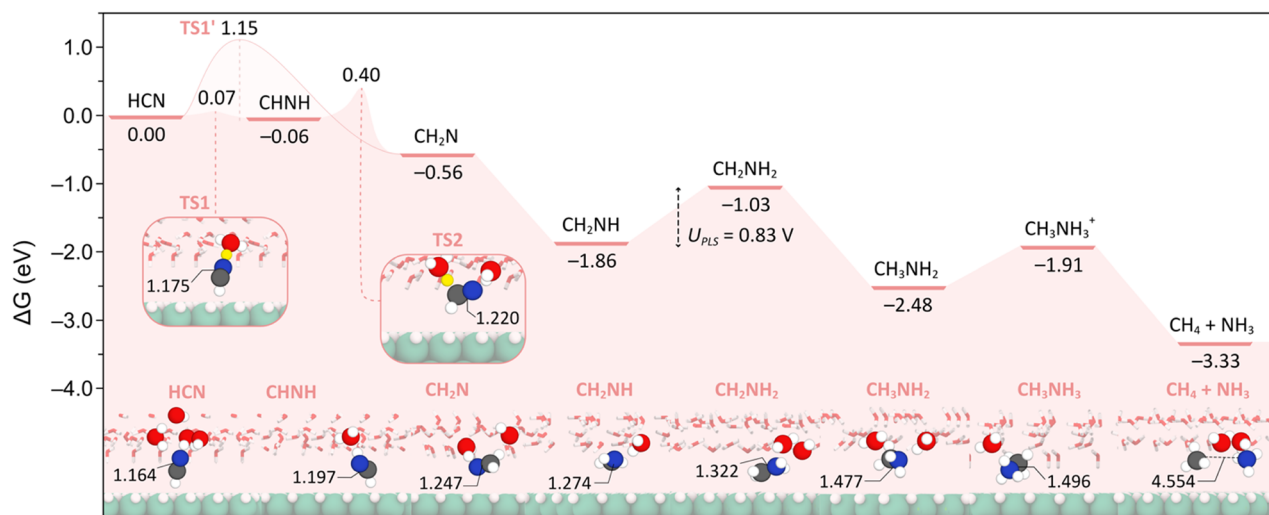 TS1' 1.15
1.0
0.40
0.07
HCN
CHNH
0.0
0.00
−0.06
CH₂N
−0.56
−1.0
CH₂NH₂
−1.03
CH₂NH
−1.86
U_PLS = 0.83 V
CH₃NH₃⁺
−1.91
TS1
−2.0
TS2
CH₃NH₂
−2.48
1.175
1.220
−3.0
CH₄ + NH₃
−3.33
ΔG (eV)
−4.0
HCN
CHNH
CH₂N
CH₂NH
CH₂NH₂
CH₃NH₂
CH₃NH₃
CH₄ + NH₃
1.164
1.197
1.247
1.274
1.322
1.477
1.496
4.554